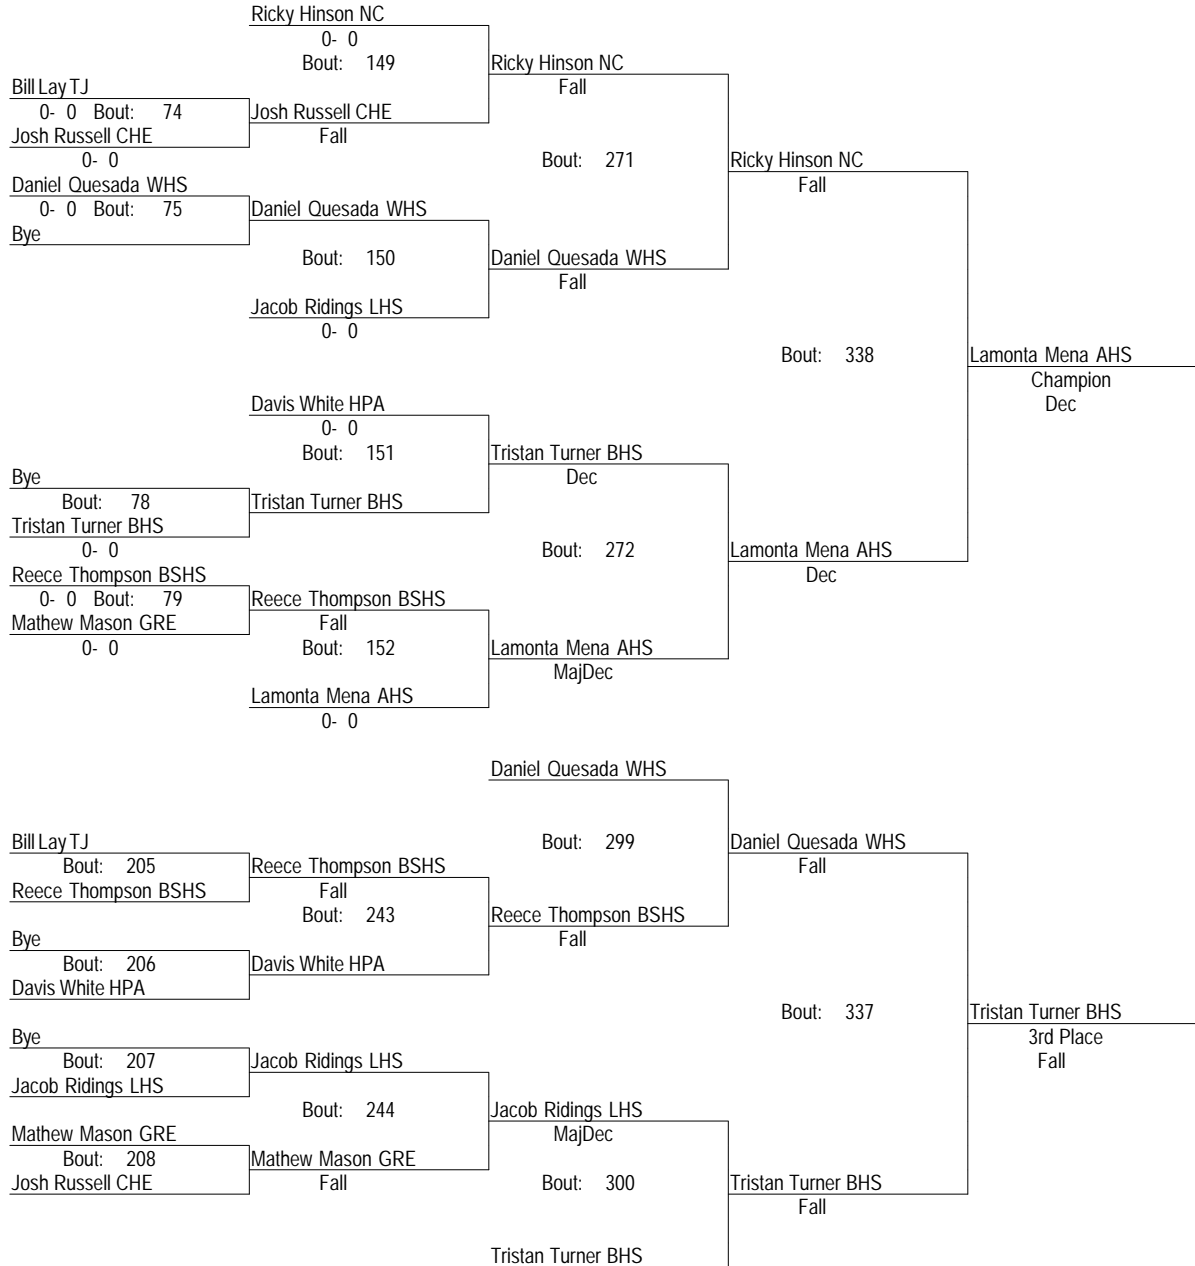 Ricky Hinson NC
0- 0
Bout: 149 Ricky Hinson NC
Bill Lay TJ Fall
0- 0 Bout: 74 Josh Russell CHE
Josh Russell CHE Fall
0- 0 Bout: 271 Ricky Hinson NC
Daniel Quesada WHS Fall
0- 0 Bout: 75 Daniel Quesada WHS
Bye
Bout: 150 Daniel Quesada WHS
Fall
Jacob Ridings LHS
0- 0
Bout: 338 Lamonta Mena AHS
Champion
Davis White HPA Dec
0- 0
Bout: 151 Tristan Turner BHS
Bye Dec
Bout: 78 Tristan Turner BHS
Tristan Turner BHS
0- 0 Bout: 272 Lamonta Mena AHS
Reece Thompson BSHS Dec
0- 0 Bout: 79 Reece Thompson BSHS
Mathew Mason GRE Fall
0- 0 Bout: 152 Lamonta Mena AHS
MajDec
Lamonta Mena AHS
0- 0
Daniel Quesada WHS
Bill Lay TJ Bout: 299 Daniel Quesada WHS
Bout: 205 Reece Thompson BSHS Fall
Reece Thompson BSHS Fall
Bout: 243 Reece Thompson BSHS
Bye Fall
Bout: 206 Davis White HPA
Davis White HPA
Bout: 337 Tristan Turner BHS
Bye 3rd Place
Bout: 207 Jacob Ridings LHS Fall
Jacob Ridings LHS
Bout: 244 Jacob Ridings LHS
Mathew Mason GRE MajDec
Bout: 208 Mathew Mason GRE
Josh Russell CHE Fall Bout: 300 Tristan Turner BHS
Fall
Tristan Turner BHS